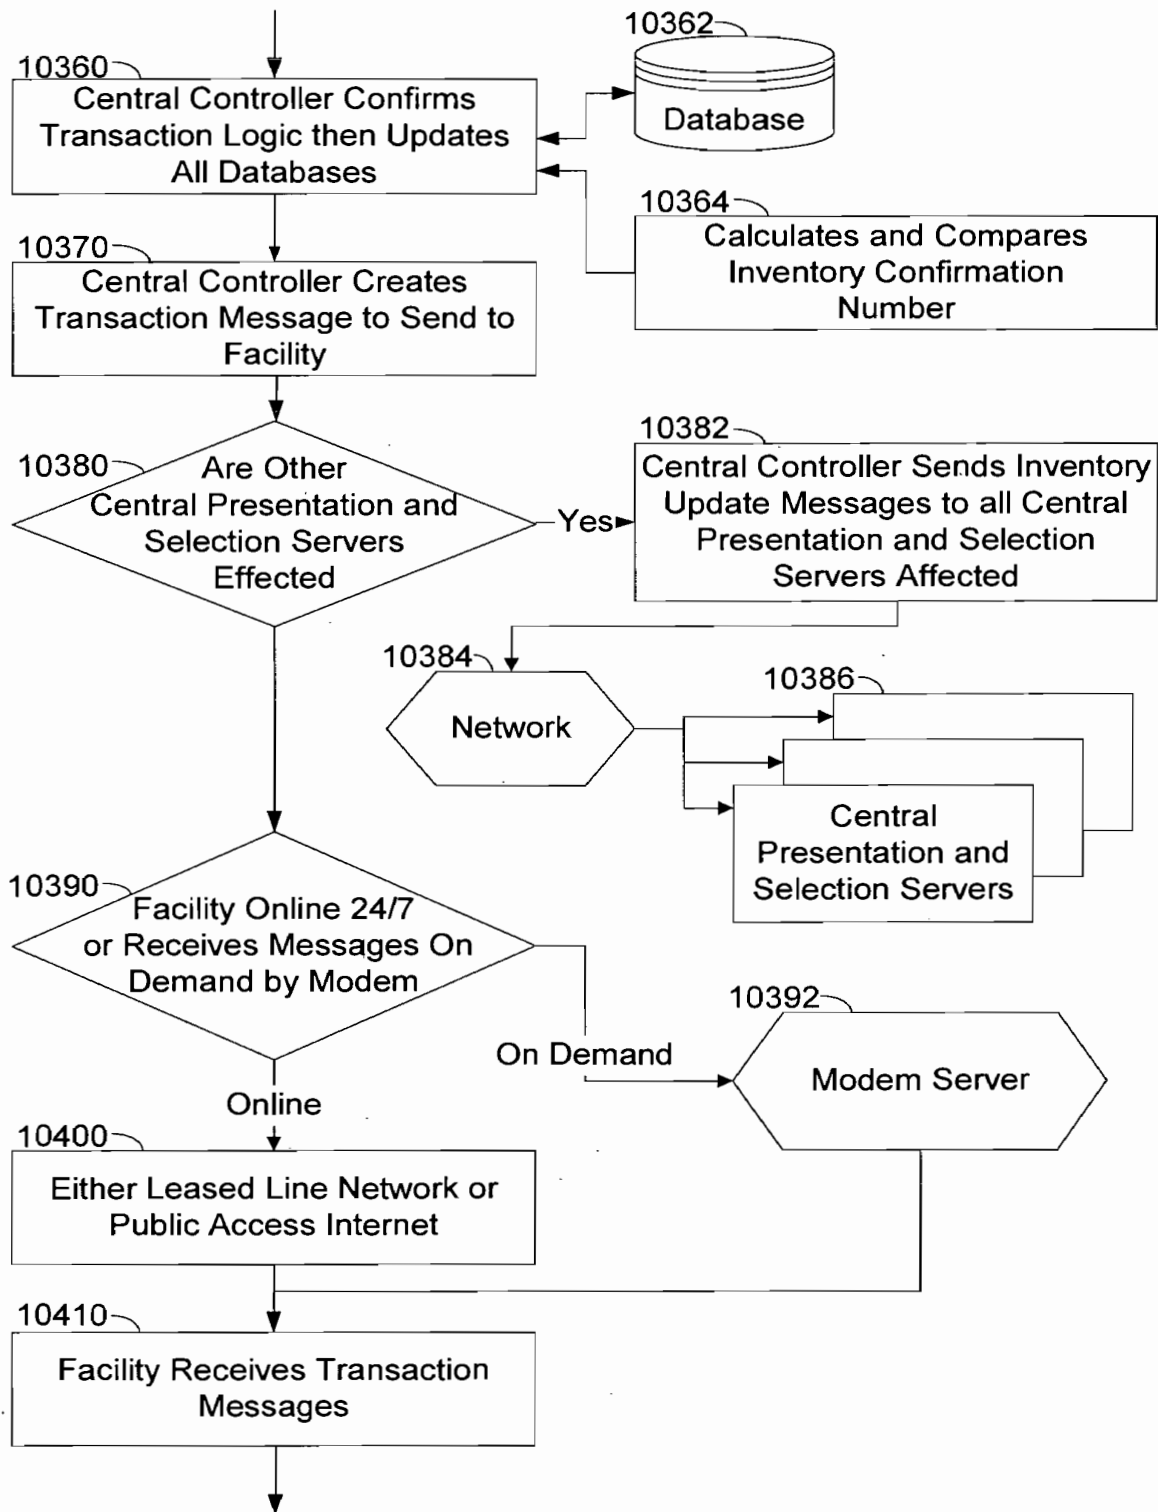 10360
Central Controller Confirms
Transaction Logic then Updates
All Databases
10362
Database
10364
Calculates and Compares
Inventory Confirmation
Number
10370
Central Controller Creates
Transaction Message to Send to
Facility
10380
Are Other
Central Presentation and
Selection Servers
Effected
Yes
10382
Central Controller Sends Inventory
Update Messages to all Central
Presentation and Selection
Servers Affected
10384
Network
10386
Central
Presentation and
Selection Servers
10390
Facility Online 24/7
or Receives Messages On
Demand by Modem
On Demand
10392
Modem Server
Online
10400
Either Leased Line Network or
Public Access Internet
10410
Facility Receives Transaction
Messages